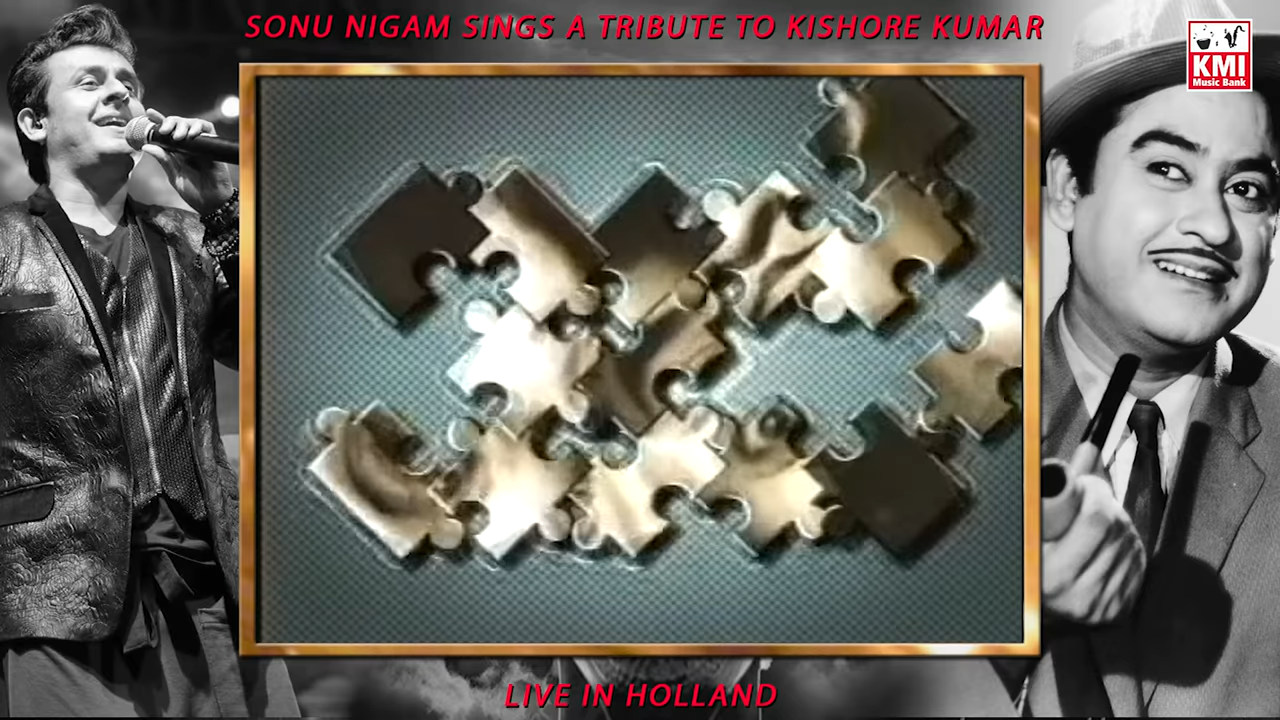 SONU NIGAM SINGS A TRIBUTE TO KISHORE KUMAR
KMI
Music Bank
LIVE IN HOLLAND